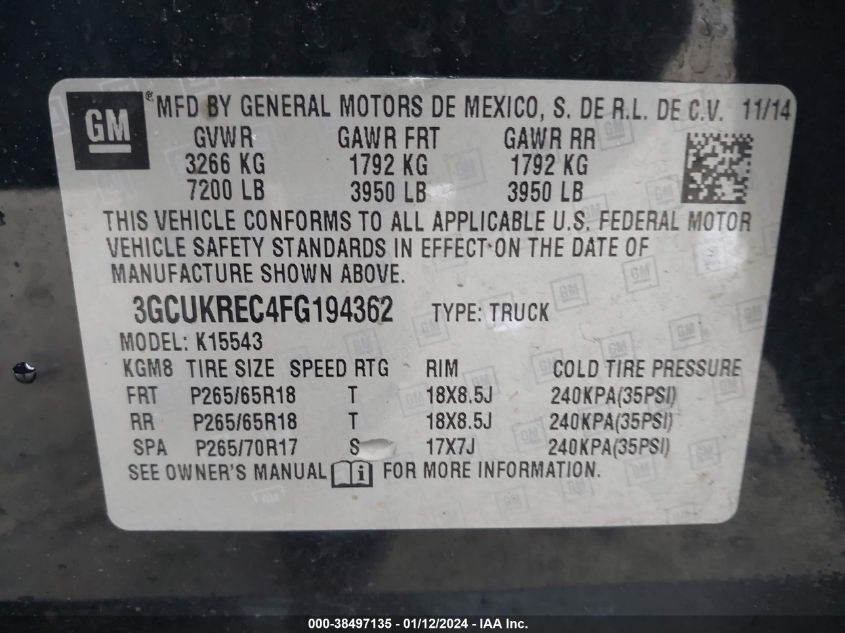 GM ® MFD BY GENERAL MOTORS DE MEXICO, S. DE R.L. DE C.V. 11/14
GVWR GAWR FRT GAWR RR
3266 KG 1792 KG 1792 KG
7200 LB 3950 LB 3950 LB
THIS VEHICLE CONFORMS TO ALL APPLICABLE U.S. FEDERAL MOTOR
VEHICLE SAFETY STANDARDS IN EFFECT ON THE DATE OF
MANUFACTURE SHOWN ABOVE.
3GCUKREC4FG194362 TYPE: TRUCK
MODEL: K15543
KGM8 TIRE SIZE SPEED RTG RIM COLD TIRE PRESSURE
FRT P265/65R18 T 18X8.5J 240KPA(35PSI)
RR P265/65R18 T 18X8.5J 240KPA(35PSI)
SPA P265/70R17 S 17X7J 240KPA(35PSI)
SEE OWNER'S MANUAL i FOR MORE INFORMATION.
000-38497135 - 01/12/2024 - IAA Inc.